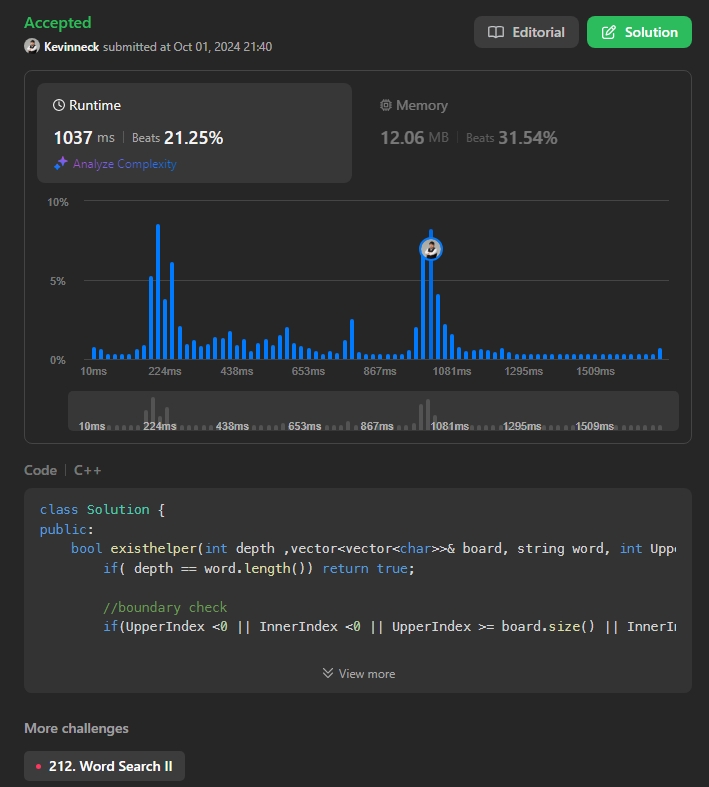 Accepted
Kevinneck submitted at Oct 01, 2024 21:40
Editorial
Solution
Runtime
1037 ms | Beats 21.25%
Analyze Complexity
Memory
12.06 MB | Beats 31.54%
10%
5%
0%
10ms 224ms 438ms 653ms 867ms 1081ms 1295ms 1509ms
10ms 224ms 438ms 653ms 867ms 1081ms 1295ms 1509ms
Code | C++
class Solution {
public:
    bool existhelper(int depth ,vector<vector<char>>& board, string word, int Uppe
        if( depth == word.length()) return true;
        //boundary check
        if(UpperIndex <0 || InnerIndex <0 || UpperIndex >= board.size() || InnerIn
View more
More challenges
212. Word Search II